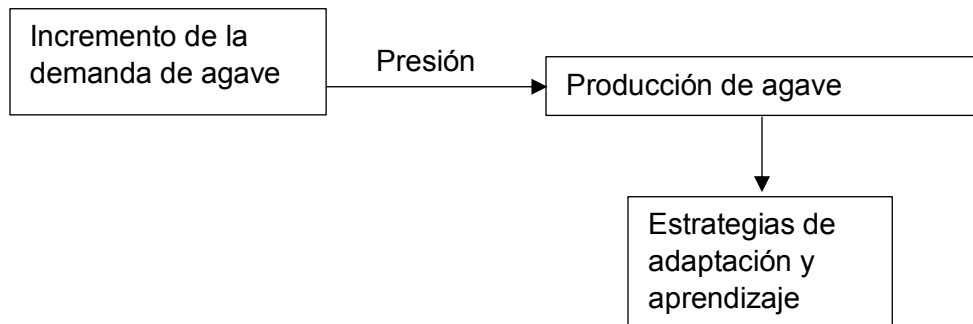 Incremento de la
demanda de agave
Presión
Producción de agave
Estrategias de
adaptación y
aprendizaje